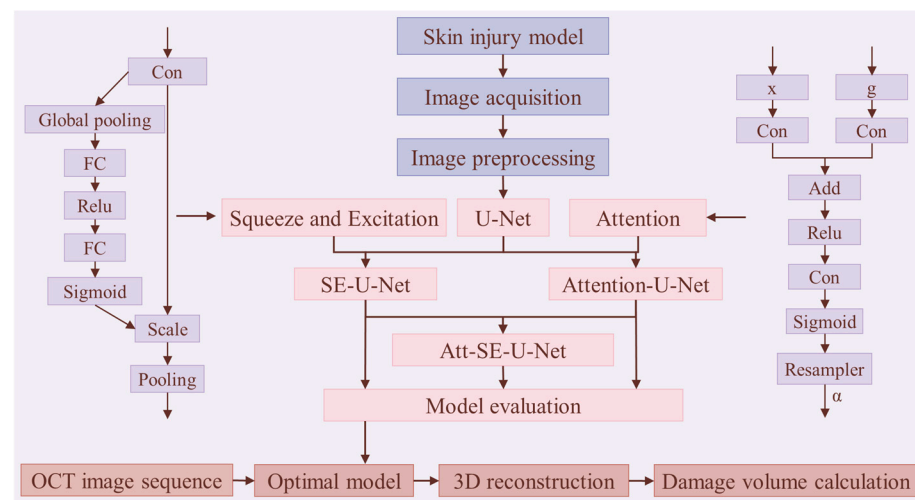 Skin injury model
Image acquisition
Image preprocessing
Squeeze and Excitation
U-Net
Attention
SE-U-Net
Attention-U-Net
Att-SE-U-Net
Model evaluation
OCT image sequence
Optimal model
3D reconstruction
Damage volume calculation
Con
Global pooling
FC
Relu
FC
Sigmoid
Scale
Pooling
x
g
Con
Con
Add
Relu
Con
Sigmoid
Resampler
α